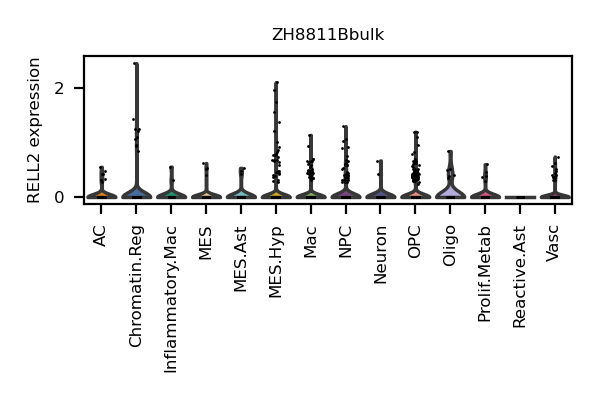 ZH8811Bbulk
RELL2 expression
2
0
AC
Chromatin.Reg
Inflammatory.Mac
MES
MES.Ast
MES.Hyp
Mac
NPC
Neuron
OPC
Oligo
Prolif.Metab
Reactive.Ast
Vasc